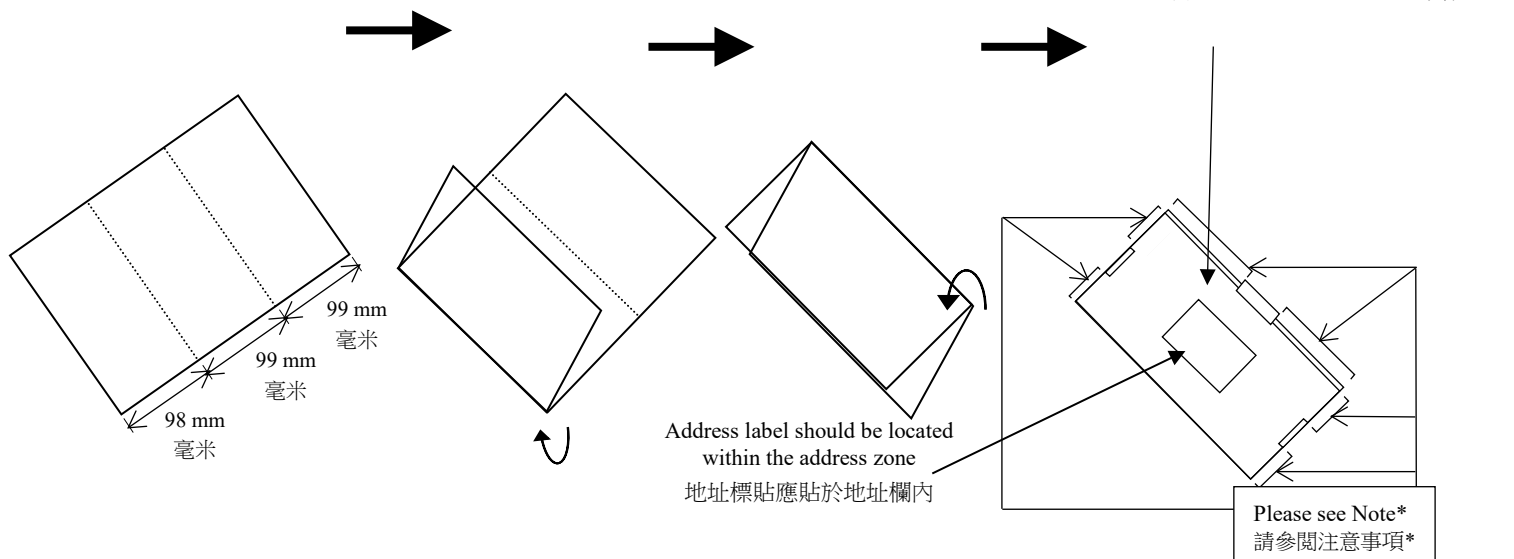 99 mm
毫米
99 mm
毫米
98 mm
毫米
Address label should be located
within the address zone
地址標貼應貼於地址欄內
Please see Note*
請參閱注意事項*